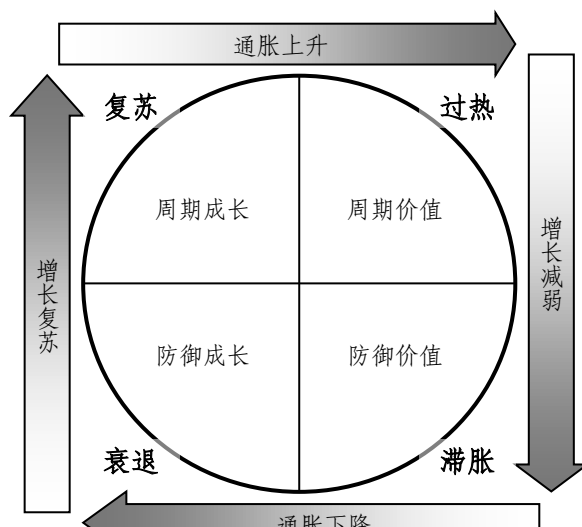 通胀上升
复苏
过热
周期成长
周期价值
增长复苏
增长减弱
防御成长
防御价值
衰退
滞胀
通胀下降